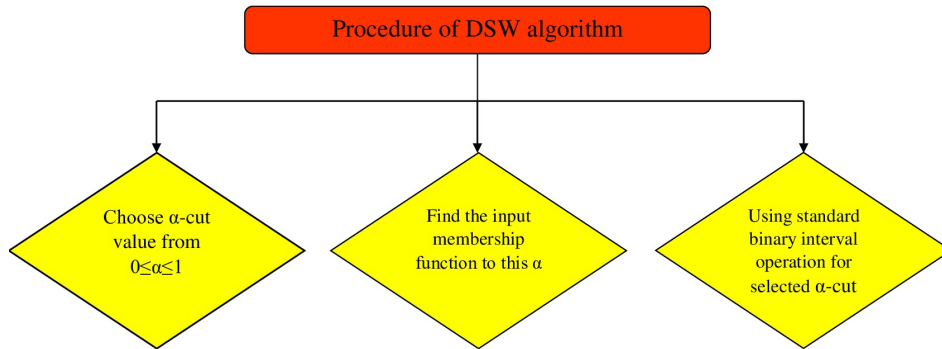 Procedure of DSW algorithm
Choose α-cut
value from
0≤α≤1
Find the input
membership
function to this α
Using standard
binary interval
operation for
selected α-cut